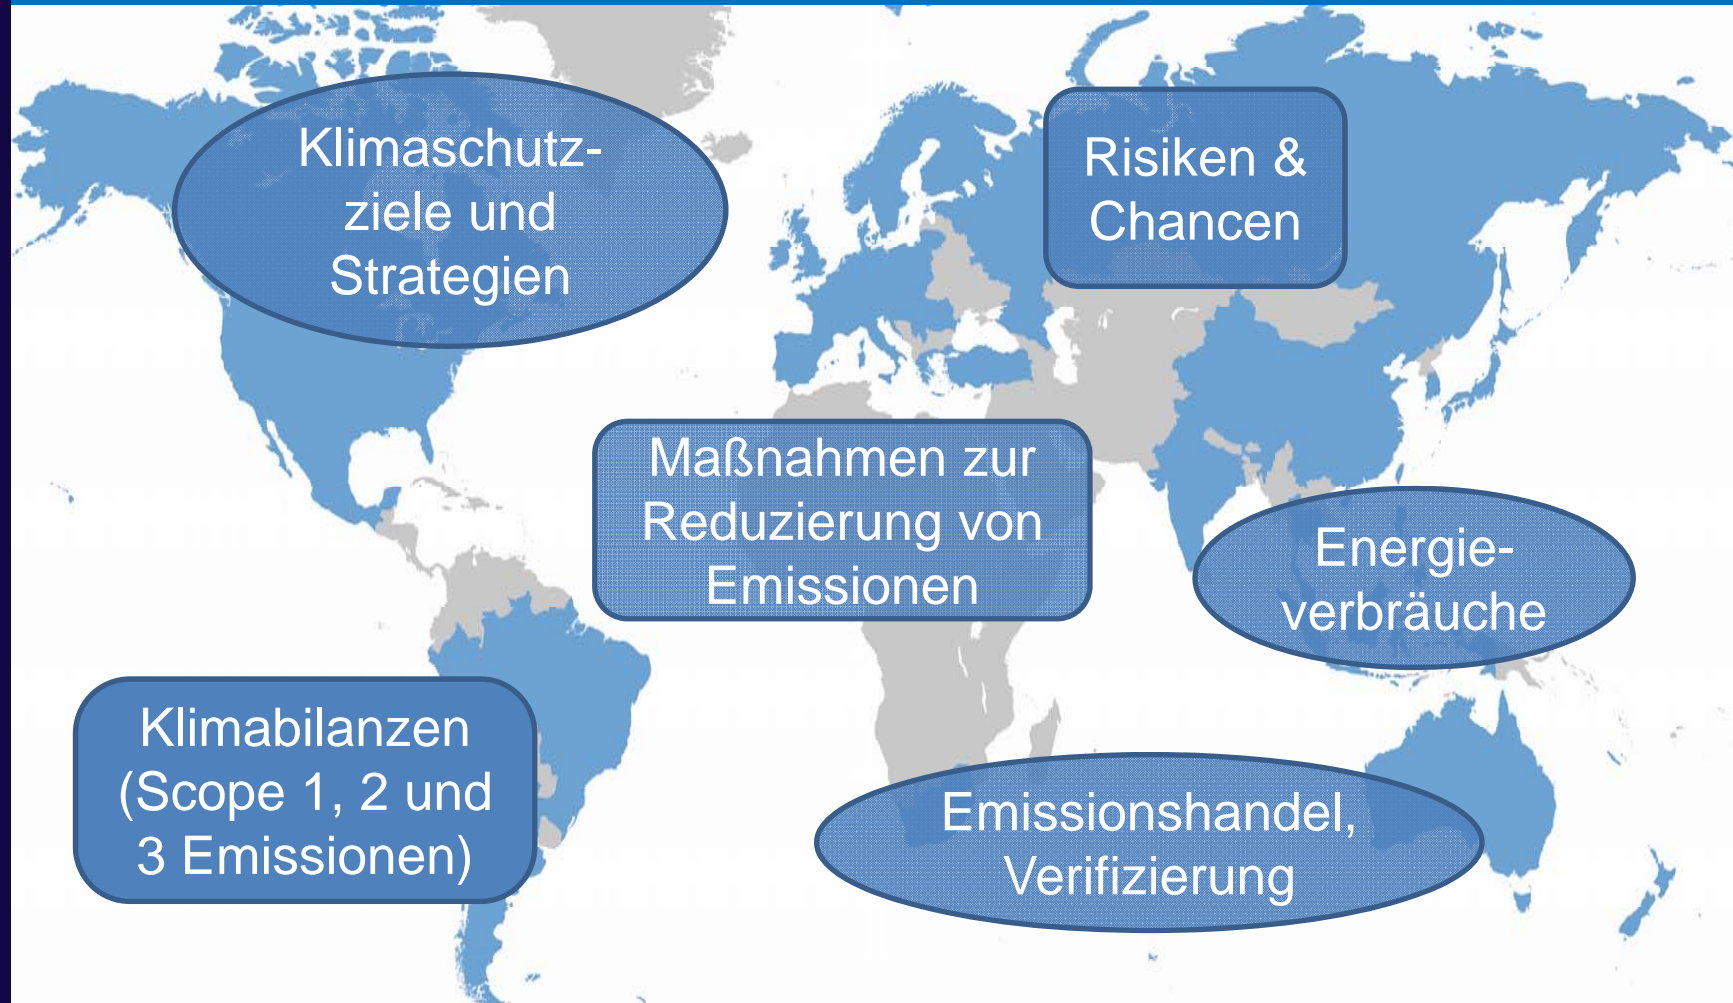 Klimaschutz-
ziele und
Strategien
Risiken &
Chancen
Maßnahmen zur
Reduzierung von
Emissionen
Energie-
verbräuche
Klimabilanzen
(Scope 1, 2 und
3 Emissionen)
Emissionshandel,
Verifizierung